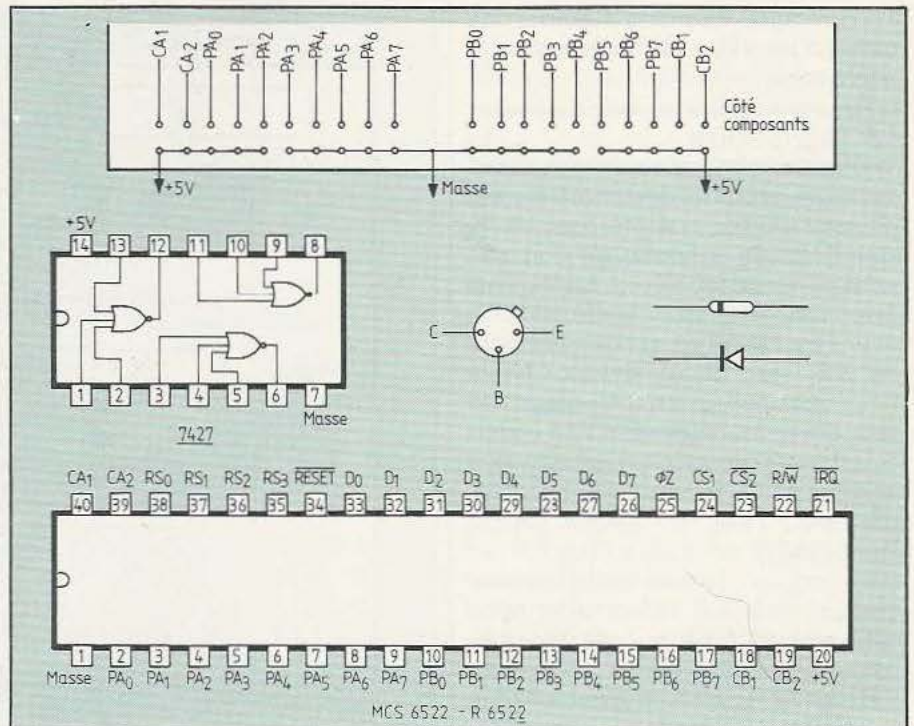 CA1 CA2 PA0 PA1 PA2 PA3 PA4 PA5 PA6 PA7 PB0 PB1 PB2 PB3 PB4 PB5 PB6 PB7 CB1 CB2
Côté
composants
+5V Masse +5V
+5V
14 13 12 11 10 9 8
1 2 3 4 5 6 7
Masse
7427
C E
B
CA1 CA2 RS0 RS1 RS2 RS3 RESET D0 D1 D2 D3 D4 D5 D6 D7 ΦZ CS1 CS2 R/W IRQ
40 39 38 37 36 35 34 33 32 31 30 29 23 27 26 25 24 23 22 21
1 2 3 4 5 6 7 8 9 10 11 12 13 14 15 16 17 18 19 20
Masse PA0 PA1 PA2 PA3 PA4 PA5 PA6 PA7 PB0 PB1 PB2 PB3 PB4 PB5 PB6 PB7 CB1 CB2 +5V
MCS 6522 - R 6522